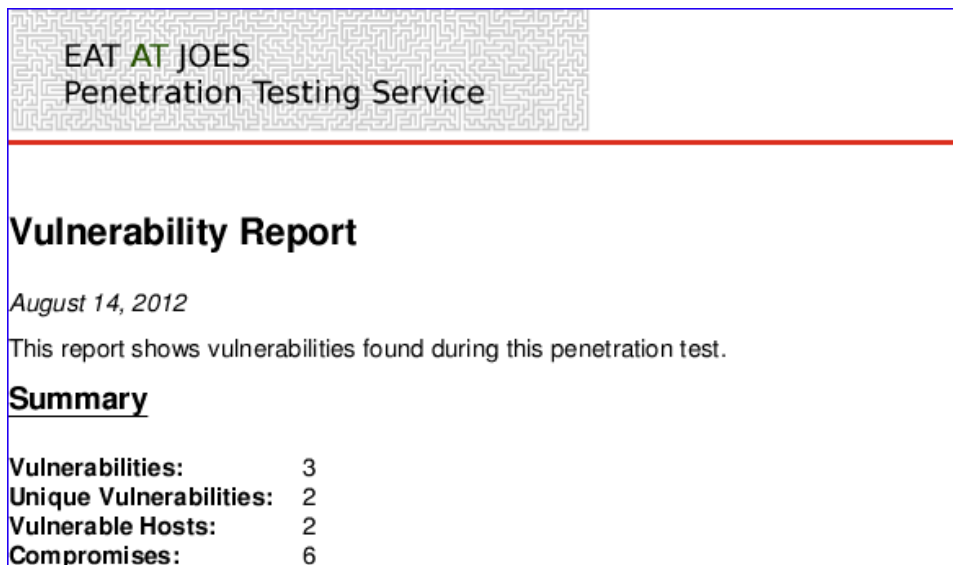 EAT AT JOES
Penetration Testing Service
Vulnerability Report
August 14, 2012
This report shows vulnerabilities found during this penetration test.
Summary
Vulnerabilities: 3
Unique Vulnerabilities: 2
Vulnerable Hosts: 2
Compromises: 6